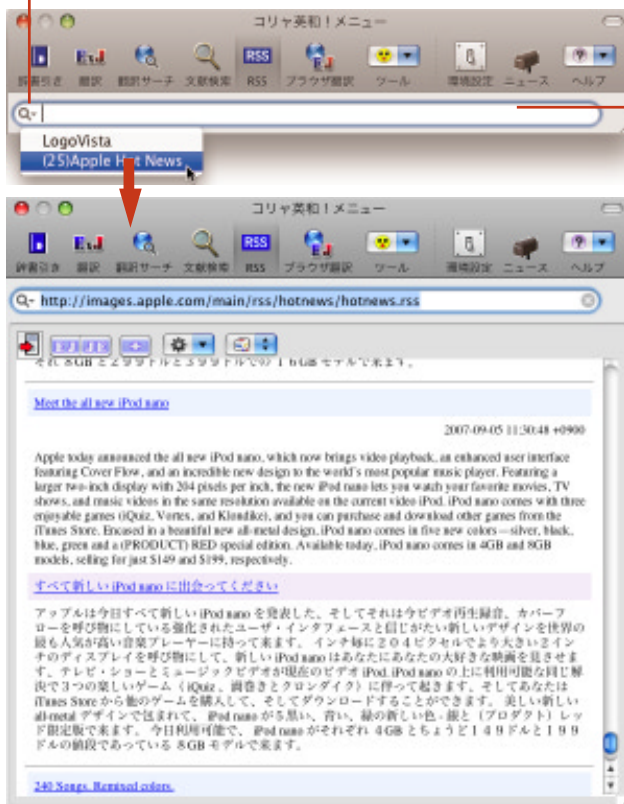 コリャ英和！メニュー
辞書引き 翻訳 翻訳サーチ 文献検索 RSS ブラウザ翻訳 ツール 環境設定 ニュース ヘルプ
LogoVista
(25)Apple Hot News
コリャ英和！メニュー
辞書引き 翻訳 翻訳サーチ 文献検索 RSS ブラウザ翻訳 ツール 環境設定 ニュース ヘルプ
http://images.apple.com/main/rss/hotnews/hotnews.rss
それ 8GB と２９９ドルと３９９ドルでの １６GB モデルで来ます。
Meet the all new iPod nano
2007-09-05 11:30:48 +0900
Apple today announced the all new iPod nano, which now brings video playback, an enhanced user interface
featuring Cover Flow, and an incredible new design to the world's most popular music player. Featuring a
larger two-inch display with 204 pixels per inch, the new iPod nano lets you watch your favorite movies, TV
shows, and music videos in the same resolution available on the current video iPod. iPod nano comes with three
enjoyable games (iQuiz, Vortex, and Klondike), and you can purchase and download other games from the
iTunes Store. Encased in a beautiful new all-metal design, iPod nano comes in five new colors—silver, black,
blue, green and a (PRODUCT) RED special edition. Available today, iPod nano comes in 4GB and 8GB
models, selling for just $149 and $199, respectively.
すべて新しい iPod nano に出会ってください
アップルは今日すべて新しい iPod nano を発表した、そしてそれは今ビデオ再生録音、カバーフ
ローを呼び物にしている強化されたユーザ・インタフェースと信じがたい新しいデザインを世界の
最も人気が高い音楽プレーヤーに持って来ます。 インチ毎に２０４ピクセルでより大きい２イン
チのディスプレイを呼び物にして、新しい iPod nano はあなたにあなたの大好きな映画を見させま
す、テレビ・ショーとミュージックビデオが現在のビデオ iPod. iPod nano の上に利用可能な同じ解
決で３つの楽しいゲーム（iQuiz、渦巻きとクロンダイク）に伴って起きます、そしてあなたは
iTunes Store から他のゲームを購入して、そしてダウンロードすることができます。 美しい新しい
all-metal デザインで包まれて、 iPod nano が５黒い、青い、緑の新しい色 - 銀と（プロダクト）レッ
ド限定版で来ます。 今日利用可能で、 iPod nano がそれぞれ 4GB とちょうど１４９ドルと１９９
ドルの値段であっている 8GB モデルで来ます。
240 Songs. Remixed colors.